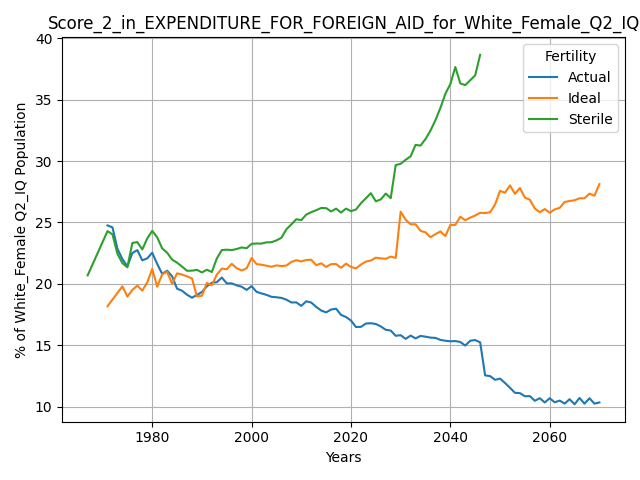 Score_2_in_EXPENDITURE_FOR_FOREIGN_AID_for_White_Female_Q2_IQ
% of White_Female Q2_IQ Population
40
35
30
25
20
15
10
Fertility
Actual
Ideal
Sterile
1980
2000
2020
2040
2060
Years